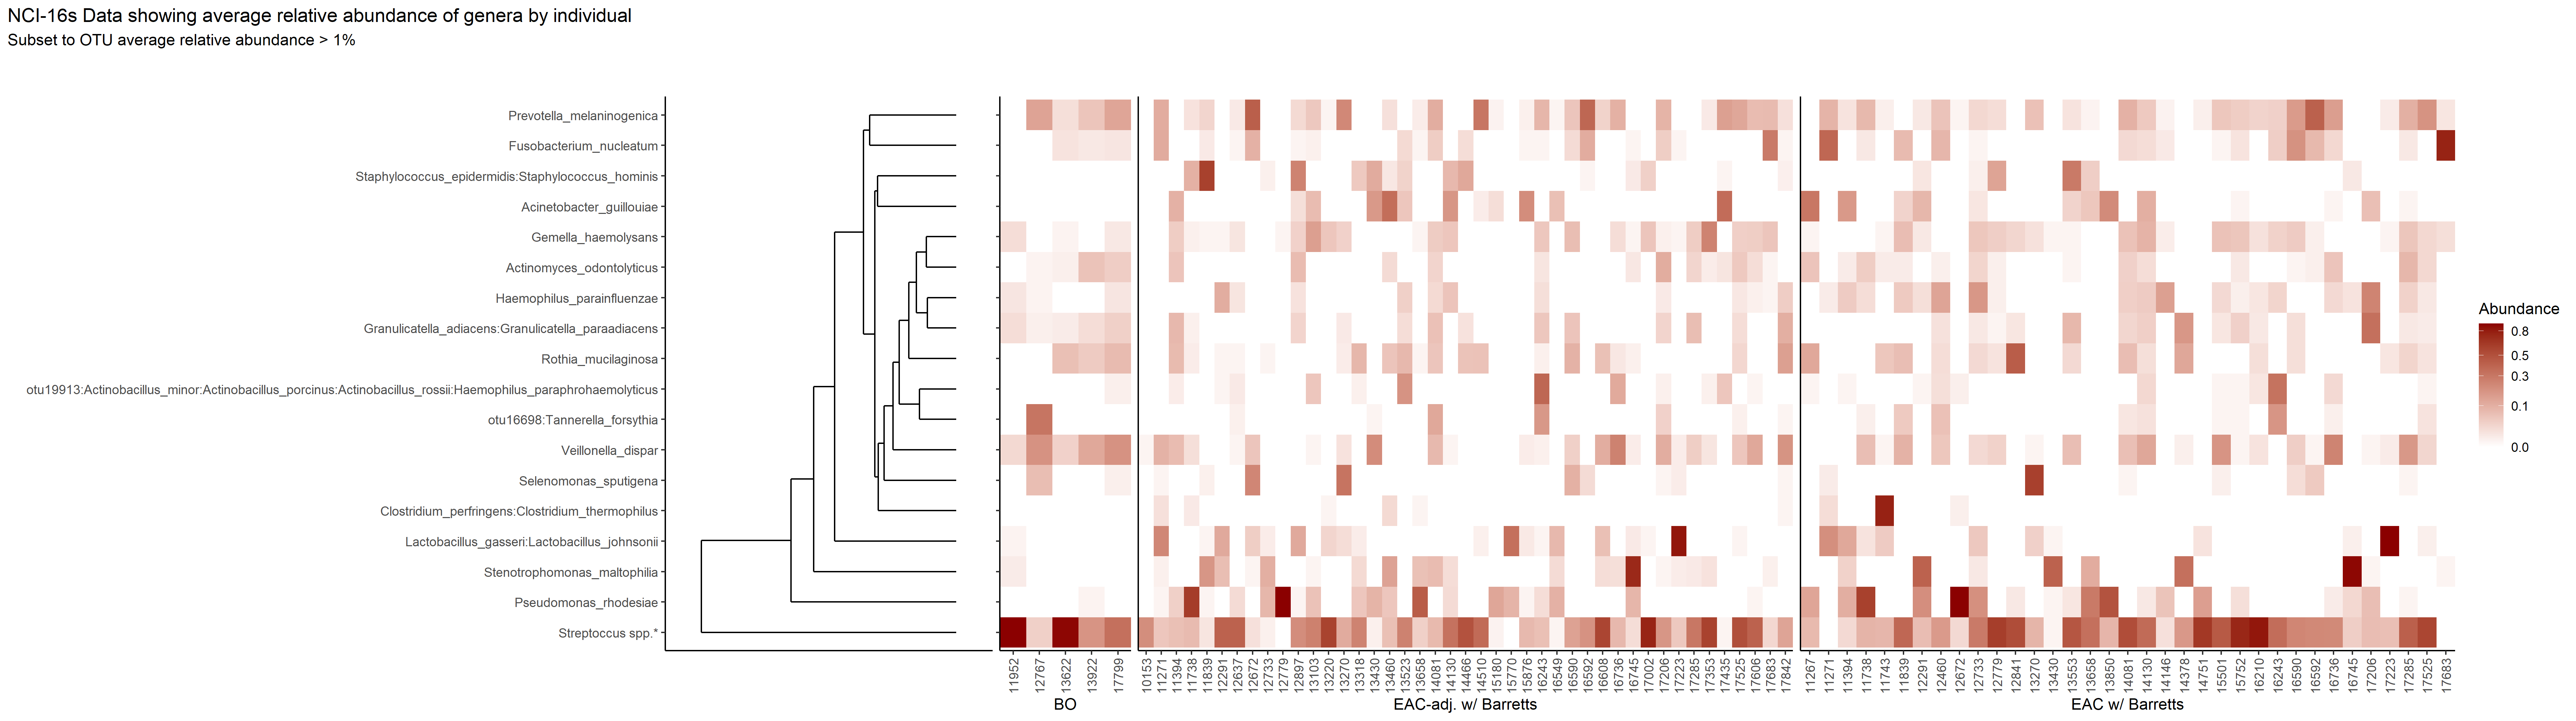 NCI-16s Data showing average relative abundance of genera by individual
Subset to OTU average relative abundance > 1%
Prevotella_melaninogenica
Fusobacterium_nucleatum
Staphylococcus_epidermidis:Staphylococcus_hominis
Acinetobacter_guillouiae
Gemella_haemolysans
Actinomyces_odontolyticus
Haemophilus_parainfluenzae
Granulicatella_adiacens:Granulicatella_paraadiacens
Rothia_mucilaginosa
otu19913:Actinobacillus_minor:Actinobacillus_porcinus:Actinobacillus_rossii:Haemophilus_paraphrohaemolyticus
otu16698:Tannerella_forsythia
Veillonella_dispar
Selenomonas_sputigena
Clostridium_perfringens:Clostridium_thermophilus
Lactobacillus_gasseri:Lactobacillus_johnsonii
Stenotrophomonas_maltophilia
Pseudomonas_rhodesiae
Streptoccus spp.*
11952 12767 13622 13922 17799
BO
10153 11271 11394 11738 11839 12291 12637 12672 12733 12779 12897 13103 13220 13270 13318 13430 13460 13523 13658 14081 14130 14466 14510 15180 15770 15876 16243 16549 16590 16592 16608 16736 16745 17002 17206 17223 17285 17353 17435 17525 17606 17683 17842
EAC-adj. w/ Barretts
11267 11271 11394 11738 11743 11839 12291 12460 12672 12733 12779 12841 13270 13430 13553 13658 13850 14081 14130 14146 14378 14751 15501 15752 16210 16243 16590 16592 16736 16745 17206 17223 17285 17525 17683
EAC w/ Barretts
Abundance
0.8
0.5
0.3
0.1
0.0